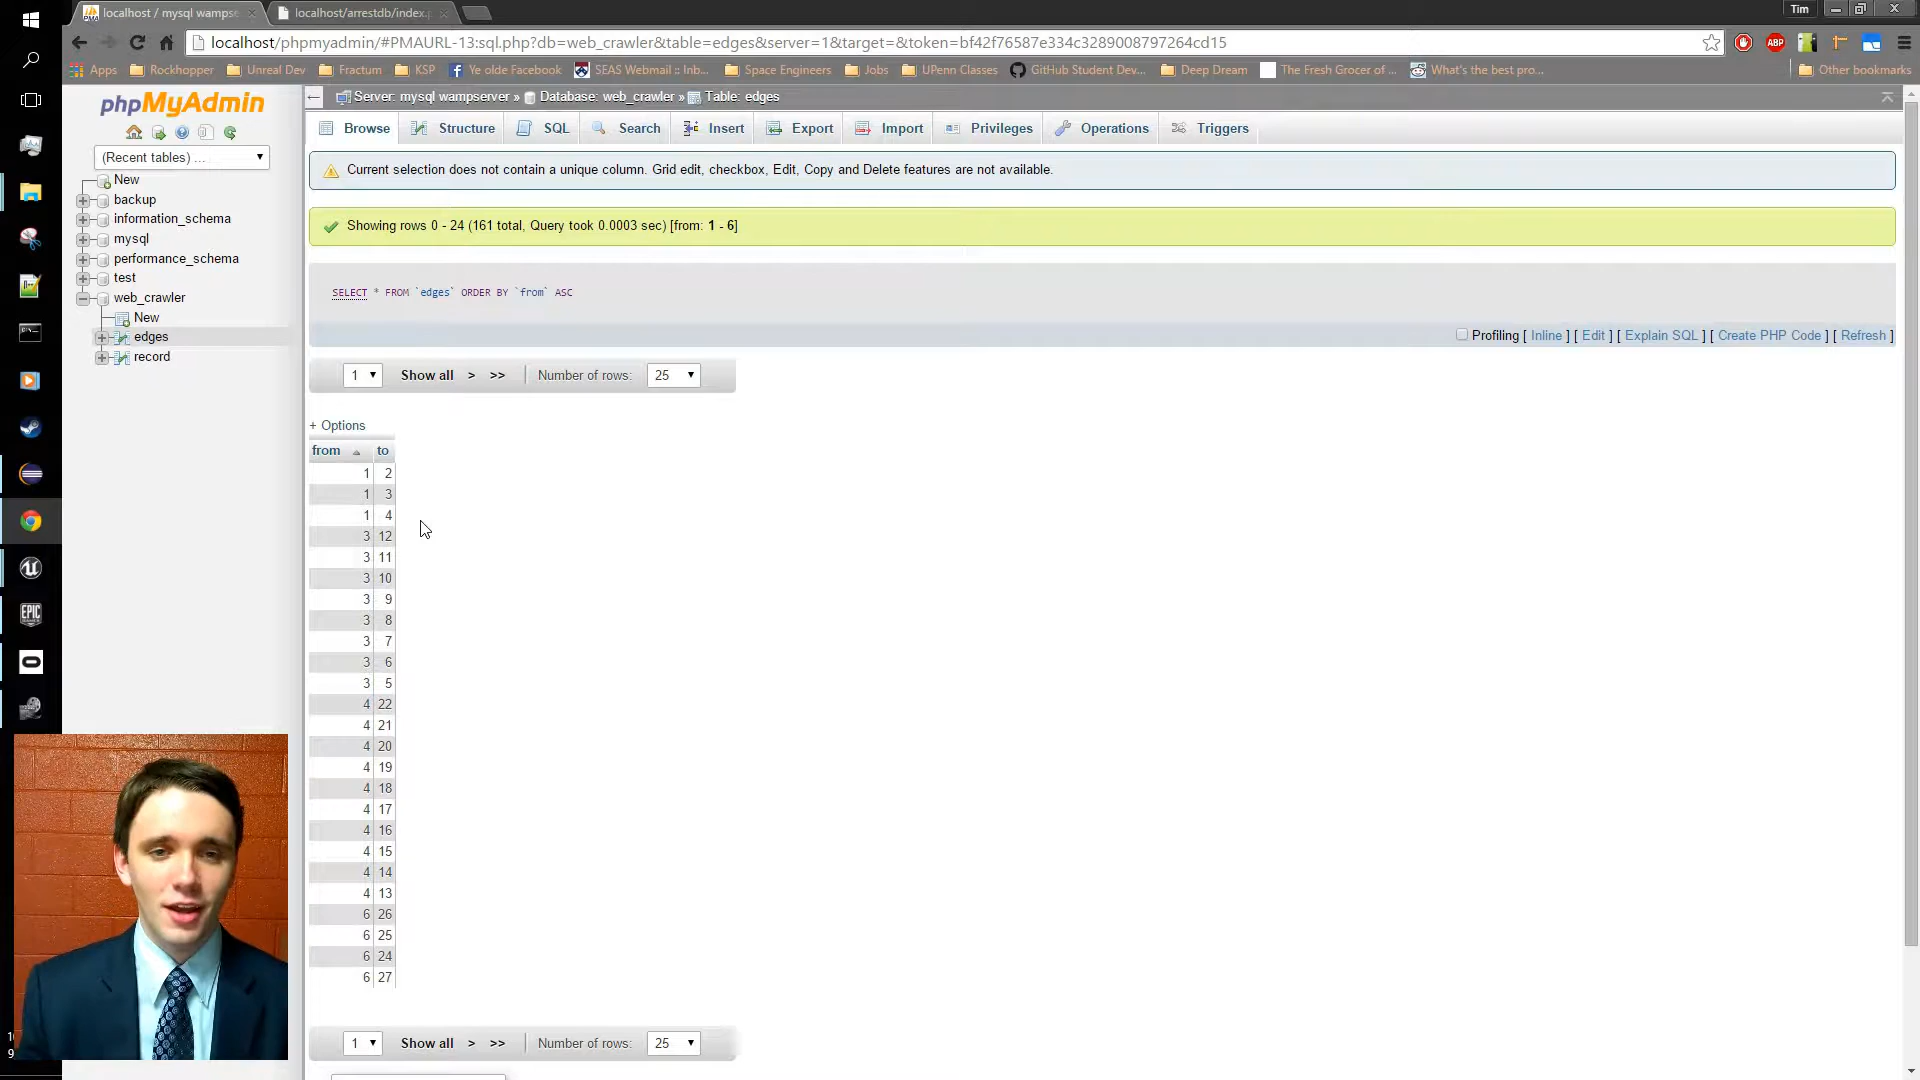 localhost / mysql wampse
localhost/arrestdb/index.
Tim
localhost/phpmyadmin/#PMAURL-13:sql.php?db=web_crawler&table=edges&server=1&target=&token=bf42f76587e334c3289008797264cd15
ABP
Apps Rockhopper Unreal Dev Fractum KSP Ye olde Facebook SEAS Webmail :: Inb... Space Engineers Jobs UPenn Classes GitHub Student Dev... Deep Dream The Fresh Grocer of ... What's the best pro... Other bookmarks
phpMyAdmin
(Recent tables) ...
New
backup
information_schema
mysql
performance_schema
test
web_crawler
New
edges
record
Server: mysql wampserver » Database: web_crawler » Table: edges
Browse Structure SQL Search Insert Export Import Privileges Operations Triggers
Current selection does not contain a unique column. Grid edit, checkbox, Edit, Copy and Delete features are not available.
Showing rows 0 - 24 (161 total, Query took 0.0003 sec) [from: 1 - 6]
SELECT * FROM `edges` ORDER BY `from` ASC
Profiling [ Inline ] [ Edit ] [ Explain SQL ] [ Create PHP Code ] [ Refresh ]
1 Show all > >> Number of rows: 25
+ Options
from to
1 2
1 3
1 4
3 12
3 11
3 10
3 9
3 8
3 7
3 6
3 5
4 22
4 21
4 20
4 19
4 18
4 17
4 16
4 15
4 14
4 13
6 26
6 25
6 24
6 27
1 Show all > >> Number of rows: 25
EPIC